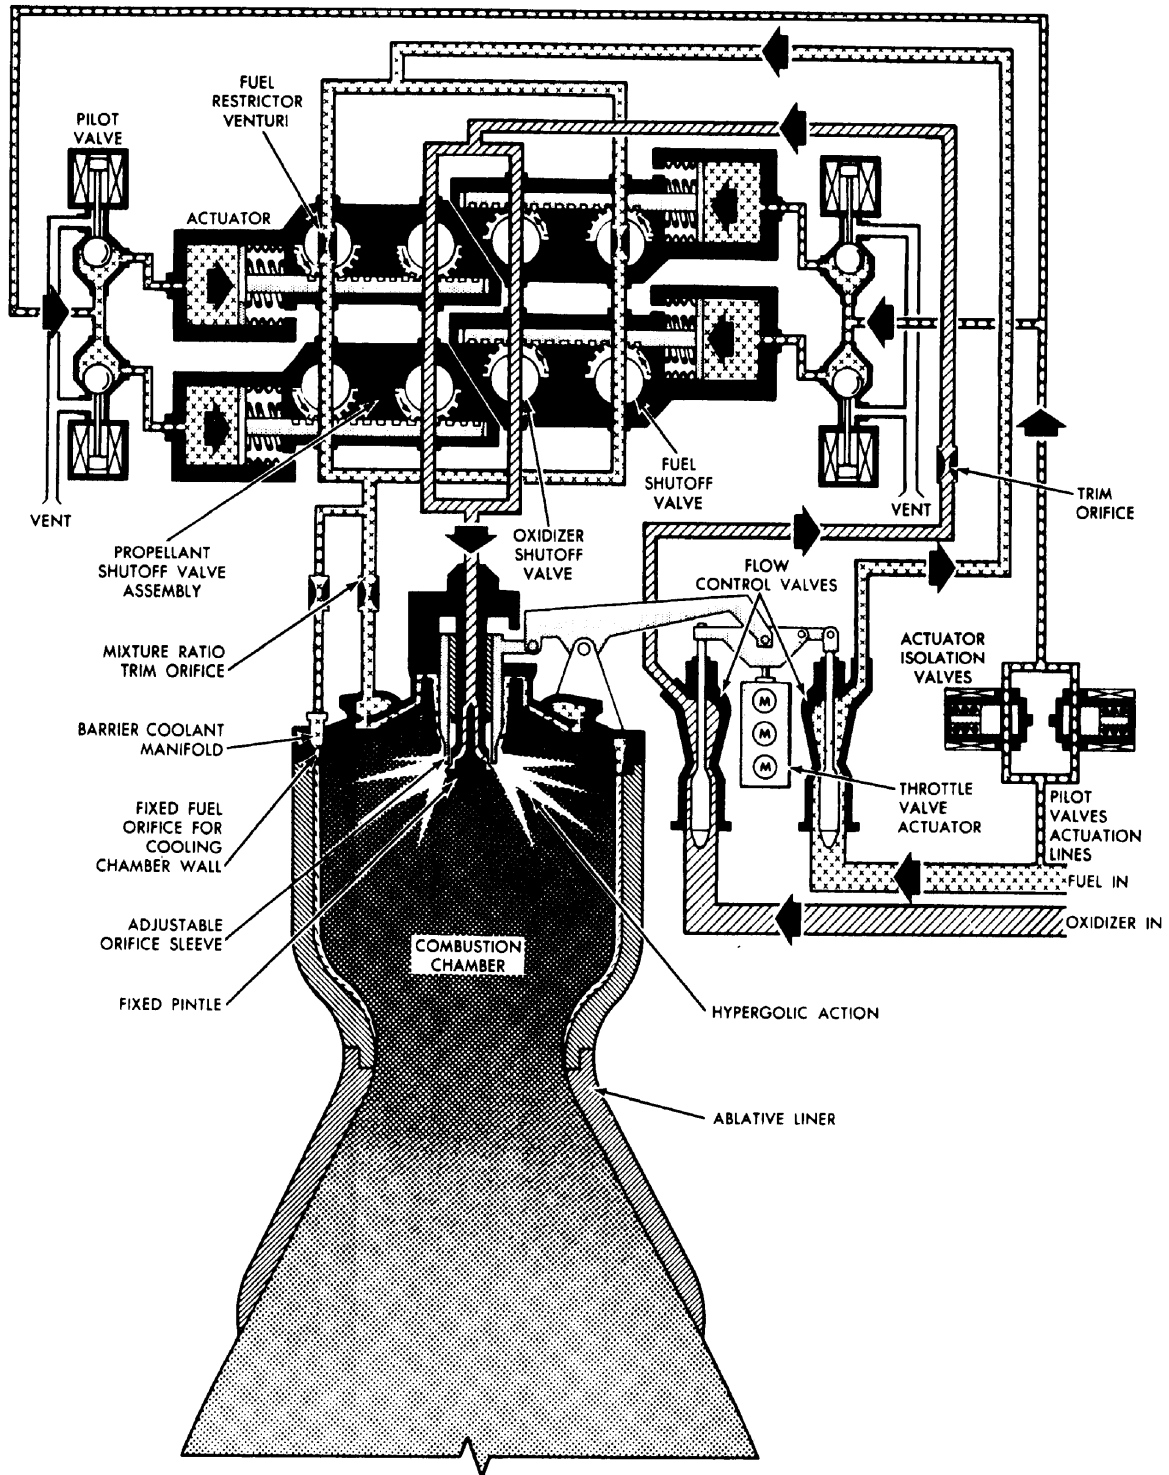 FUEL
RESTRICTOR
VENTURI
PILOT
VALVE
ACTUATOR
VENT
PROPELLANT
SHUTOFF VALVE
ASSEMBLY
OXIDIZER
SHUTOFF
VALVE
FUEL
SHUTOFF
VALVE
VENT
TRIM
ORIFICE
FLOW
CONTROL VALVES
MIXTURE RATIO
TRIM ORIFICE
ACTUATOR
ISOLATION
VALVES
BARRIER COOLANT
MANIFOLD
M
M
M
THROTTLE
VALVE
ACTUATOR
PILOT
VALVES
ACTUATION
LINES
FIXED FUEL
ORIFICE FOR
COOLING
CHAMBER WALL
FUEL IN
OXIDIZER IN
ADJUSTABLE
ORIFICE SLEEVE
COMBUSTION
CHAMBER
FIXED PINTLE
HYPERGOLIC ACTION
ABLATIVE LINER